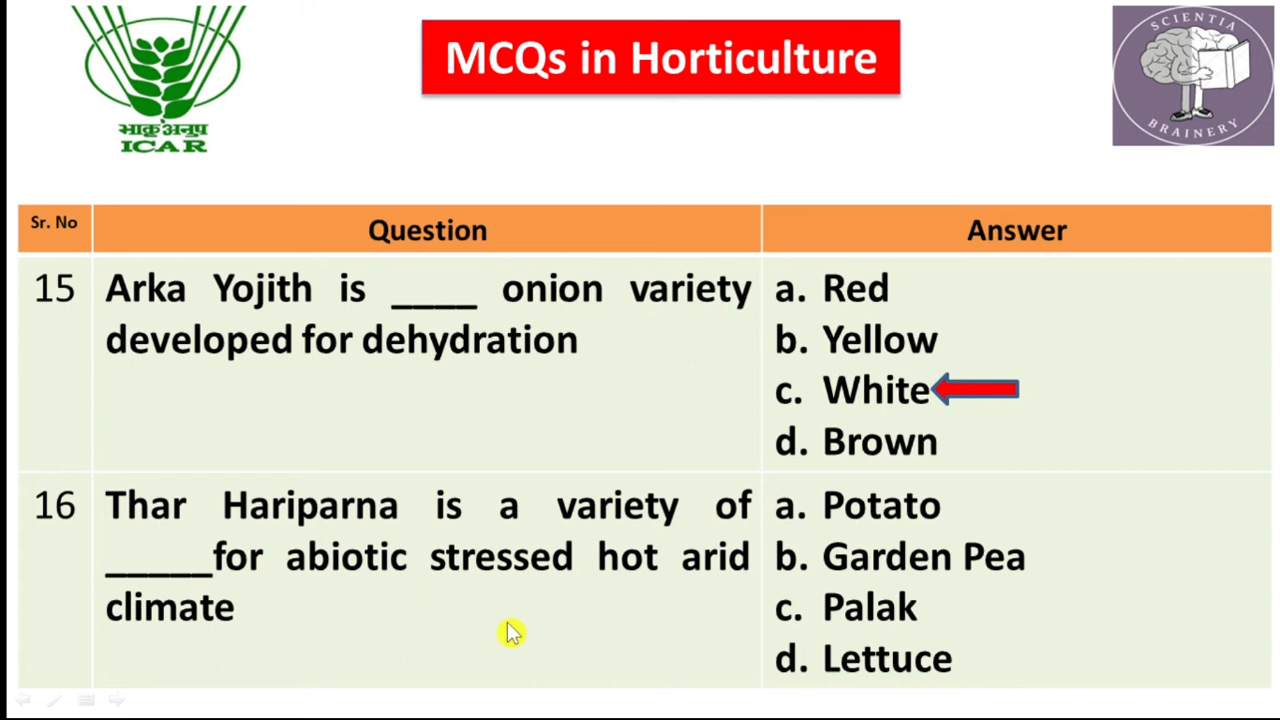 MCQs in Horticulture
SCIENTIA
BRAINERY
भाकृअनुप
ICAR
Sr. No Question Answer
15 Arka Yojith is ____ onion variety
developed for dehydration
a. Red
b. Yellow
c. White
d. Brown
16 Thar Hariparna is a variety of
_____for abiotic stressed hot arid
climate
a. Potato
b. Garden Pea
c. Palak
d. Lettuce